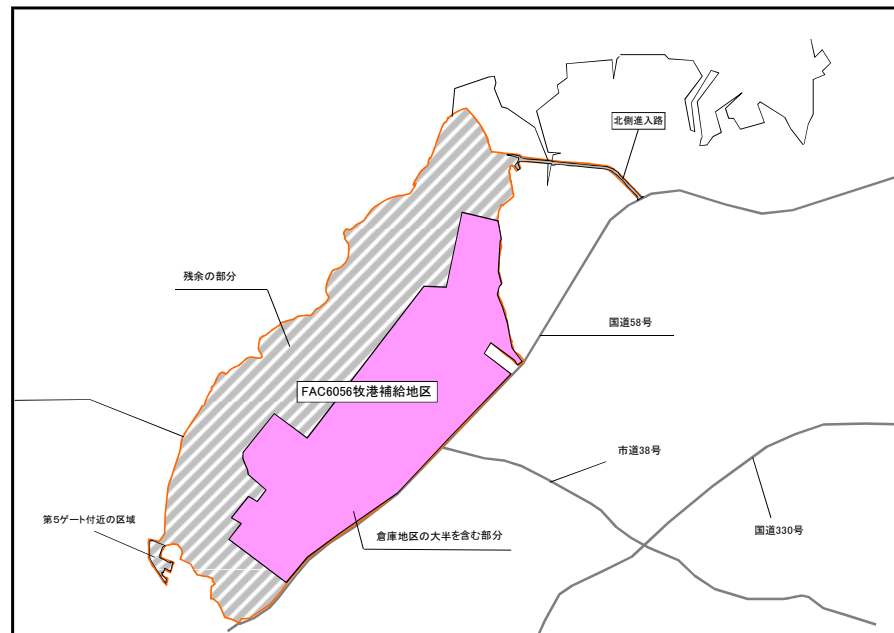 北側進入路
残余の部分
国道58号
FAC6056牧港補給地区
市道38号
第5ゲート付近の区域
国道330号
倉庫地区の大半を含む部分